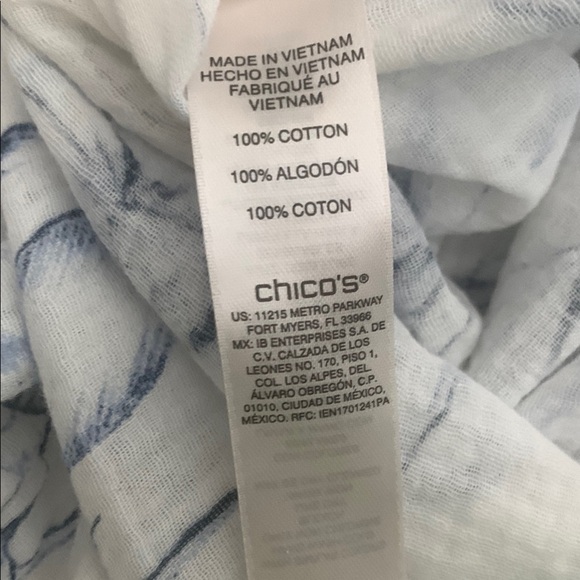 MADE IN VIETNAM
HECHO EN VIETNAM
FABRIQUÉ AU
VIETNAM
100% COTTON
100% ALGODÓN
100% COTON
chico's®
US: 11215 METRO PARKWAY
FORT MYERS, FL 33966
MX: IB ENTERPRISES S.A. DE
C.V. CALZADA DE LOS
LEONES NO. 170, PISO 1,
COL. LOS ALPES, DEL.
ÁLVARO OBREGÓN, C.P.
01010, CIUDAD DE MÉXICO,
MÉXICO. RFC: IEN1701241PA